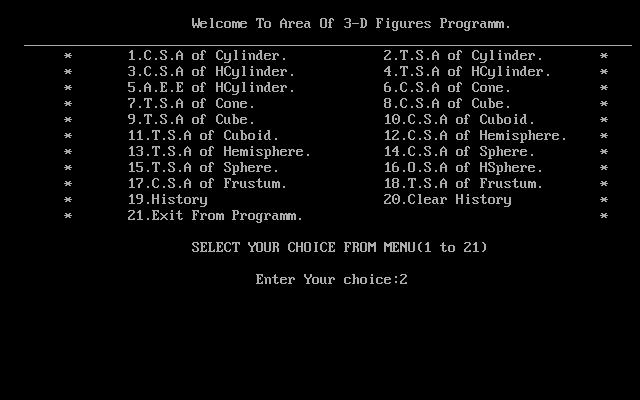 Welcome To Area Of 3-D Figures Programm.
* 1.C.S.A of Cylinder. 2.T.S.A of Cylinder. *
* 3.C.S.A of HCylinder. 4.T.S.A of HCylinder. *
* 5.A.E.E of HCylinder. 6.C.S.A of Cone. *
* 7.T.S.A of Cone. 8.C.S.A of Cube. *
* 9.T.S.A of Cube. 10.C.S.A of Cuboid. *
* 11.T.S.A of Cuboid. 12.C.S.A of Hemisphere. *
* 13.T.S.A of Hemisphere. 14.C.S.A of Sphere. *
* 15.T.S.A of Sphere. 16.O.S.A of HSphere. *
* 17.C.S.A of Frustum. 18.T.S.A of Frustum. *
* 19.History 20.Clear History *
* 21.Exit From Programm. *
SELECT YOUR CHOICE FROM MENU(1 to 21)
Enter Your choice:2